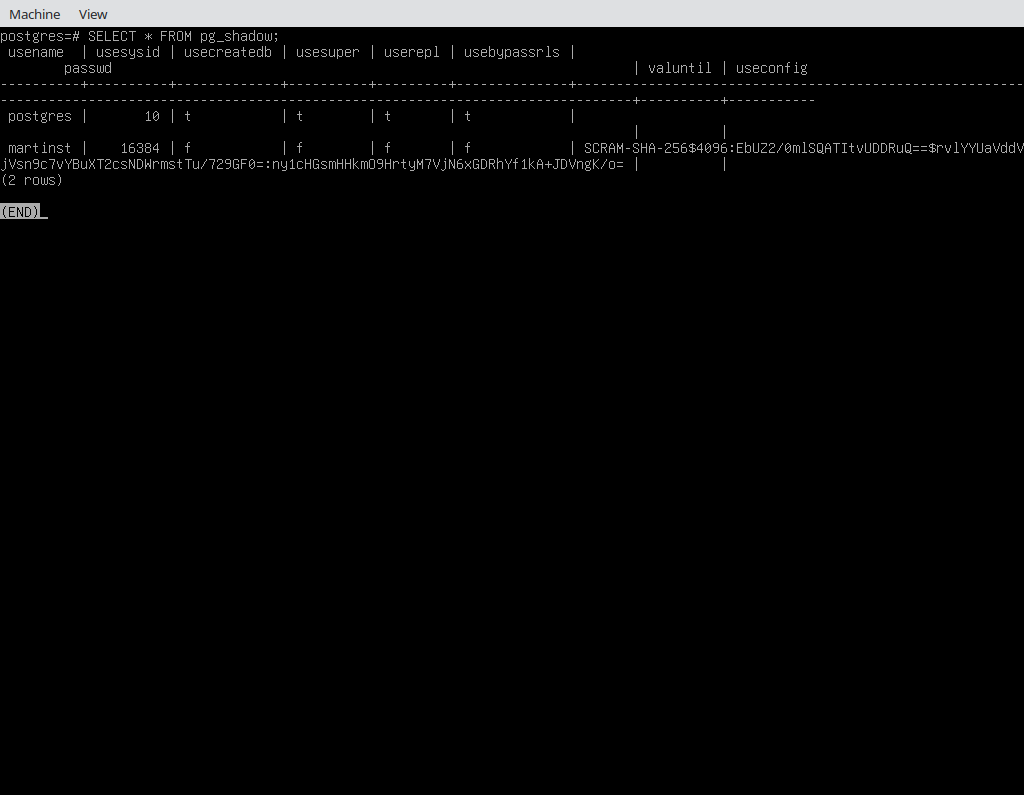 Machine View
postgres=# SELECT * FROM pg_shadow;
 usename  | usesysid | usecreatedb | usesuper | userepl | usebypassrls |
        passwd                                                                 | valuntil | useconfig
----------+----------+-------------+----------+---------+--------------+--------------------------------------------------------
-------------------------------------------------------------------------------+----------+-----------
 postgres |       10 | t           | t        | t       | t            |
                                                                               |          |
 martinst |    16384 | f           | f        | f       | f            | SCRAM-SHA-256$4096:EbUZ2/0mlSQATItvUDDRuQ==$rvlYYUaVddV
jVsn9c7vYBuXT2csNDWrmstTu/729GF0=:ny1cHGsmHHkmO9HrtyM7VjN6xGDRhYf1kA+JDVngK/o= |          |
(2 rows)
(END)